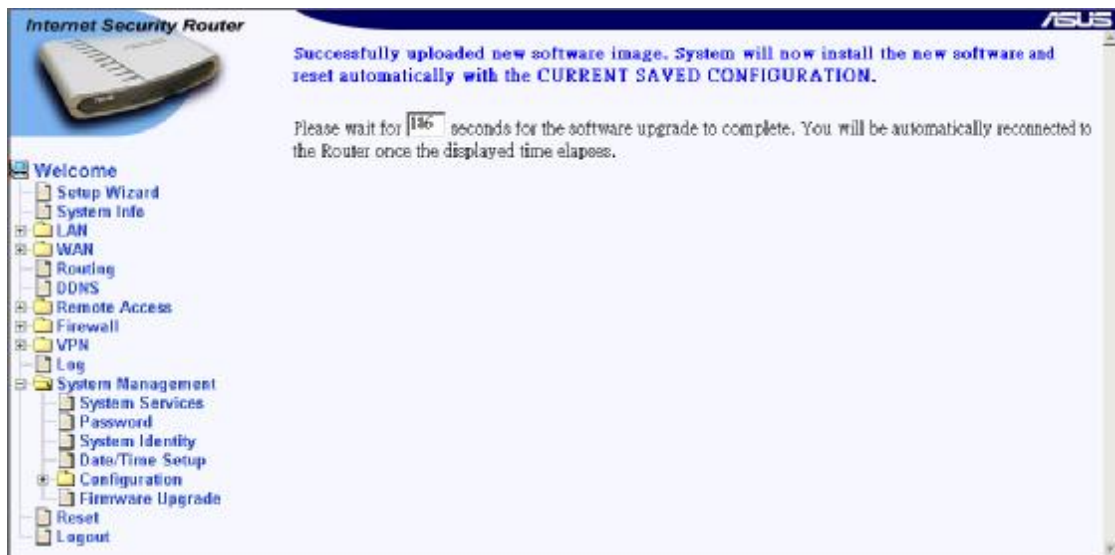 Internet Security Router
ASUS
Successfully uploaded new software image. System will now install the new software and
reset automatically with the CURRENT SAVED CONFIGURATION.
Please wait for 186 seconds for the software upgrade to complete. You will be automatically reconnected to
the Router once the displayed time elapses.
Welcome
Setup Wizard
System Info
LAN
WAN
Routing
DDNS
Remote Access
Firewall
VPN
Log
System Management
System Services
Password
System Identity
Date/Time Setup
Configuration
Firmware Upgrade
Reset
Logout